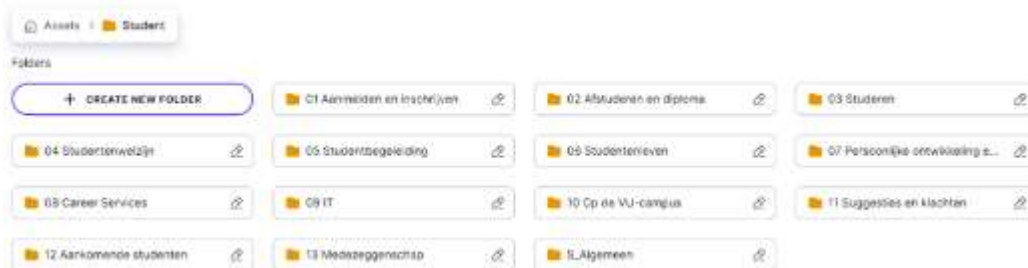 Assets › Student
Folders
+ CREATE NEW FOLDER
01 Aanmelden en inschrijven
02 Afstuderen en diploma
03 Studeren
04 Studentenwelzijn
05 Studentbegeleiding
06 Studentenleven
07 Persoonlijke ontwikkeling e...
08 Career Services
09 IT
10 Op de VU-campus
11 Suggesties en klachten
12 Aankomende studenten
13 Medezeggenschap
S_Algemeen